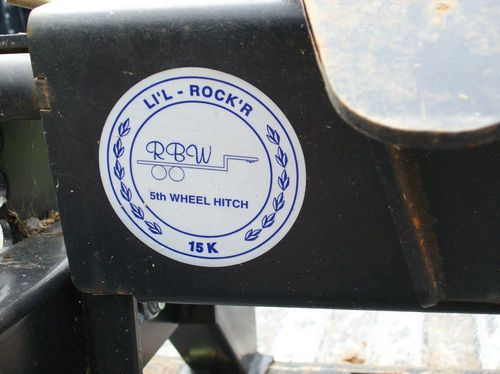 LI'L - ROCK'R
RBW
5th WHEEL HITCH
15 K